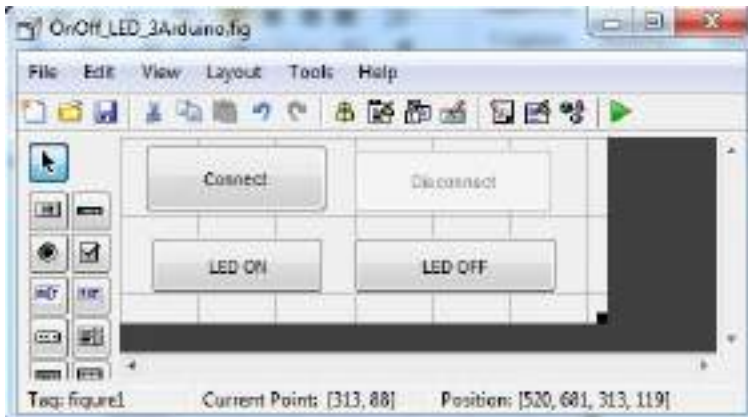 OnOff_LED_3Arduino.fig
File Edit View Layout Tools Help
Connect Disconnect
LED ON LED OFF
Tag: figure1 Current Point: [313, 88] Position: [520, 681, 313, 119]